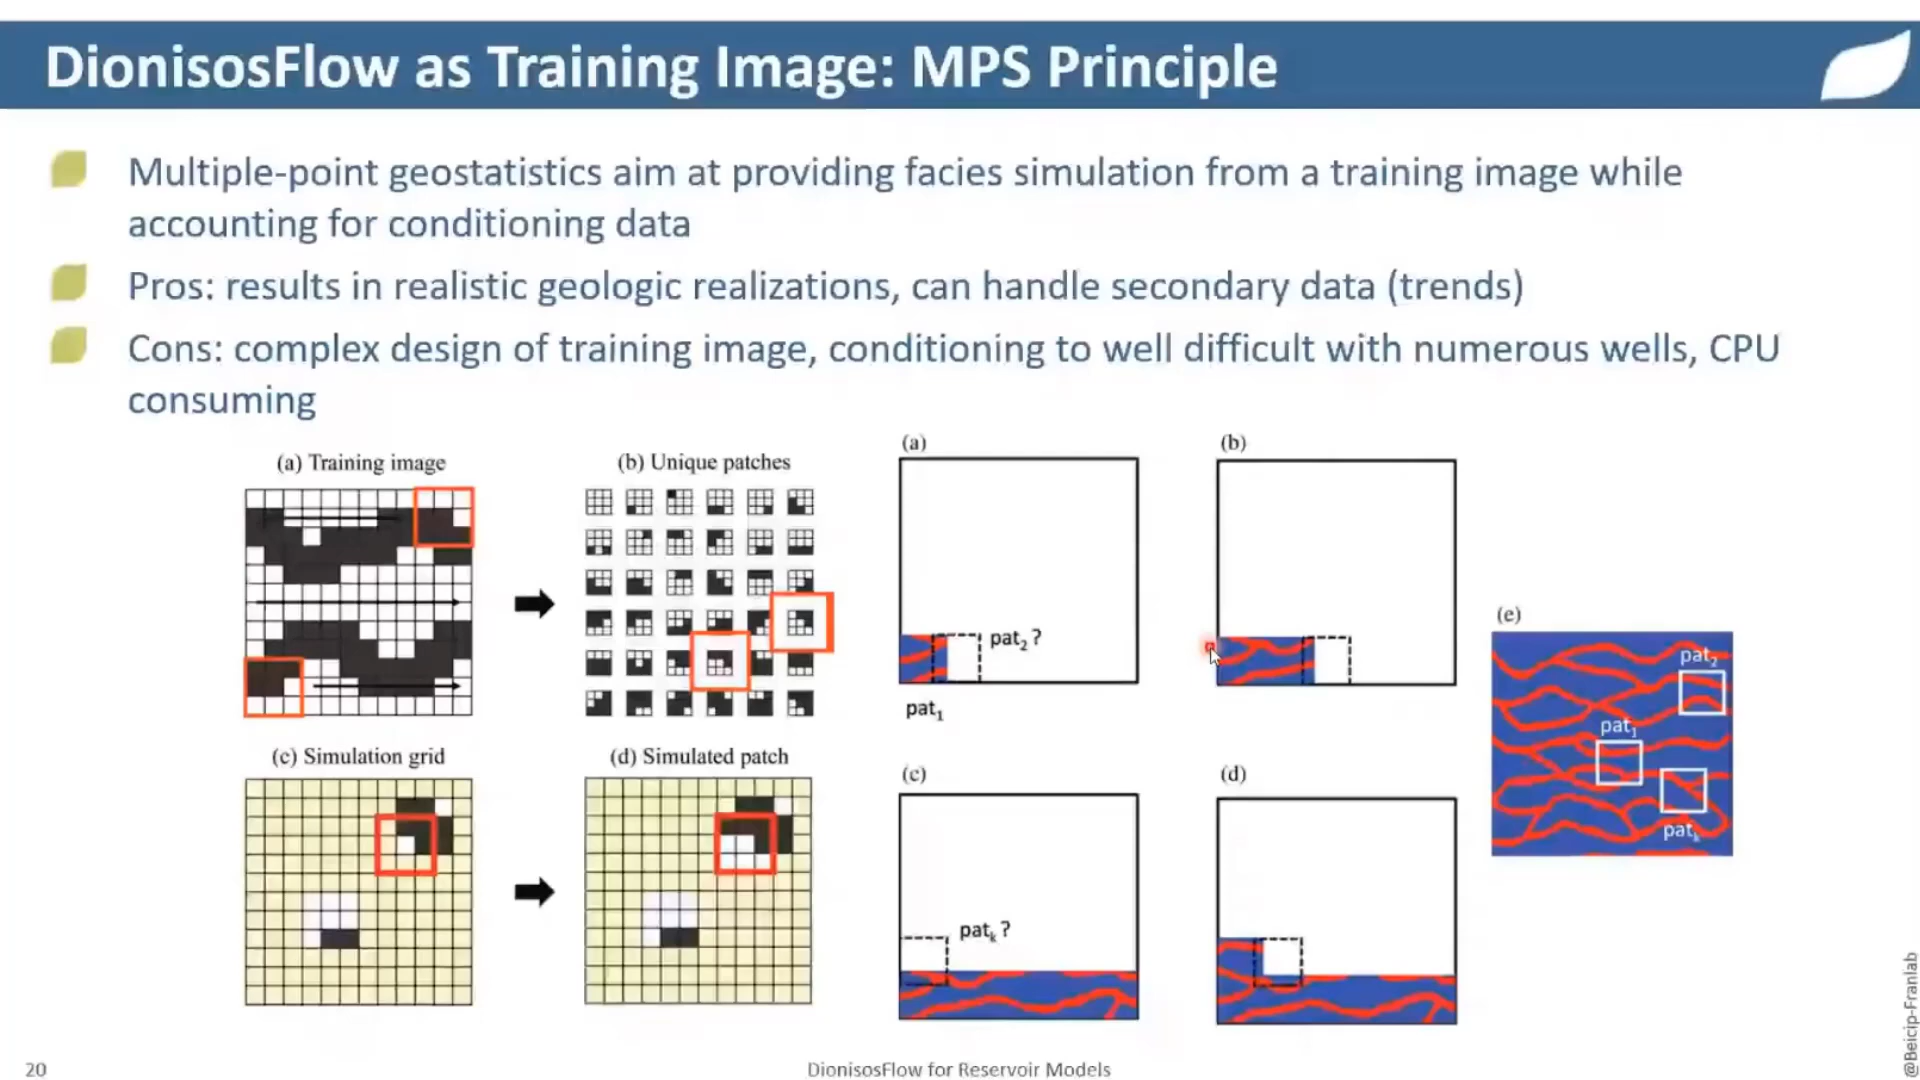 DionisosFlow as Training Image: MPS Principle
Multiple-point geostatistics aim at providing facies simulation from a training image while
accounting for conditioning data
Pros: results in realistic geologic realizations, can handle secondary data (trends)
Cons: complex design of training image, conditioning to well difficult with numerous wells, CPU
consuming
(a) Training image
(b) Unique patches
(c) Simulation grid
(d) Simulated patch
(a)
pat2 ?
pat1
(b)
(c)
patk ?
(d)
(e)
pat2
pat1
patk
20
DionisosFlow for Reservoir Models
@Beicip-Franlab